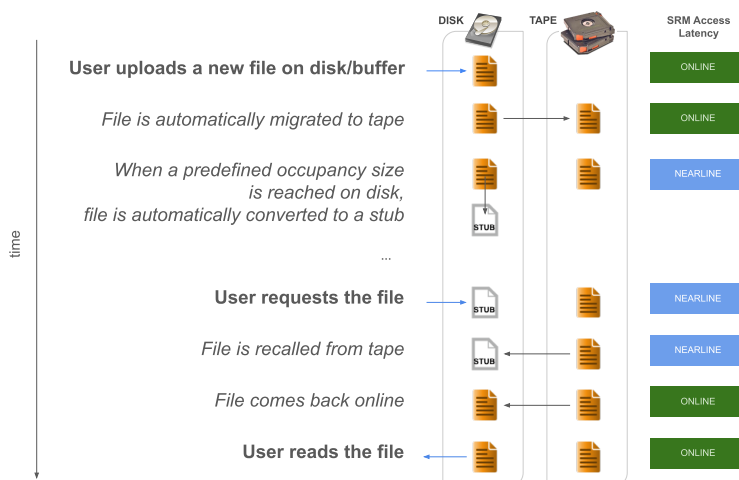 DISK
TAPE
SRM Access
Latency
User uploads a new file on disk/buffer
ONLINE
File is automatically migrated to tape
ONLINE
When a predefined occupancy size
is reached on disk,
file is automatically converted to a stub
NEARLINE
STUB
...
time
User requests the file
STUB
NEARLINE
File is recalled from tape
STUB
NEARLINE
File comes back online
ONLINE
User reads the file
ONLINE